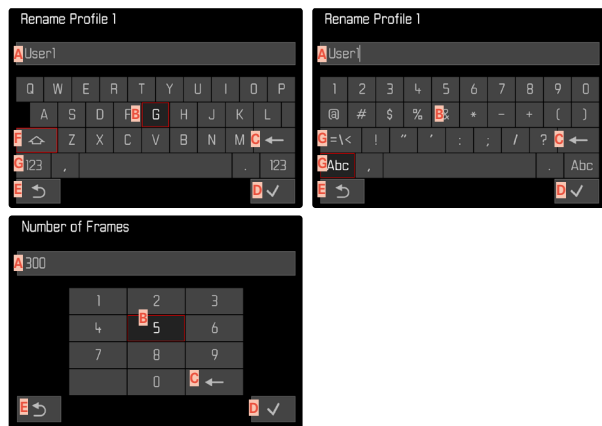 Rename Profile 1
A User1
Q W E R T Y U I O P
A S D F B G H J K L
F Z X C V B N M C ←
G 123 , . 123
E D ✓
Rename Profile 1
A User1
1 2 3 4 5 6 7 8 9 0
@ # $ % B & * - + ( )
G =\< ! " ' : ; / ? C ←
G Abc , . Abc
E D ✓
Number of Frames
A 300
1 2 3
B
4 5 6
7 8 9
0 C ←
E D ✓